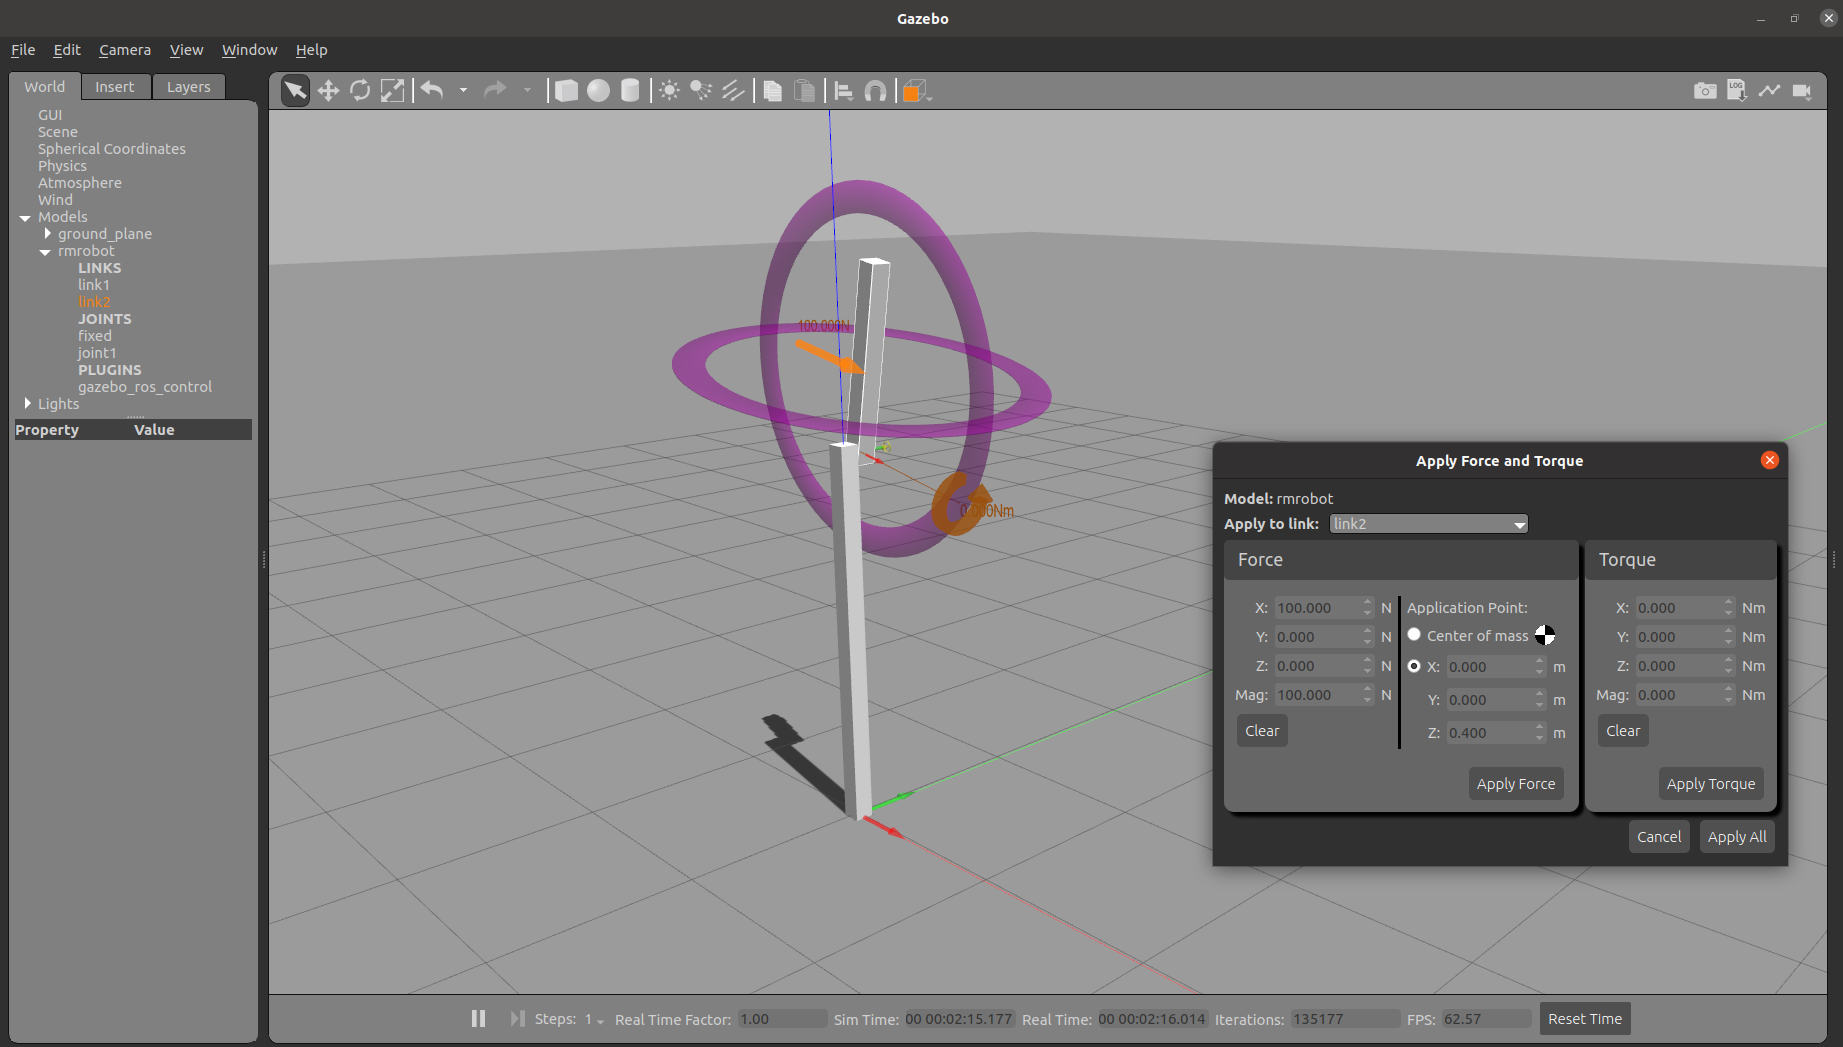 Gazebo
File Edit Camera View Window Help
World Insert Layers
GUI
Scene
Spherical Coordinates
Physics
Atmosphere
Wind
Models
ground_plane
rmrobot
LINKS
link1
link2
JOINTS
fixed
joint1
PLUGINS
gazebo_ros_control
Lights
Property Value
LOG
100.000N
0.000Nm
Apply Force and Torque
Model: rmrobot
Apply to link: link2
Force
X: 100.000 N
Y: 0.000 N
Z: 0.000 N
Mag: 100.000 N
Clear
Application Point:
Center of mass
X: 0.000 m
Y: 0.000 m
Z: 0.400 m
Apply Force
Torque
X: 0.000 Nm
Y: 0.000 Nm
Z: 0.000 Nm
Mag: 0.000 Nm
Clear
Apply Torque
Cancel Apply All
Steps: 1 Real Time Factor: 1.00 Sim Time: 00 00:02:15.177 Real Time: 00 00:02:16.014 Iterations: 135177 FPS: 62.57 Reset Time